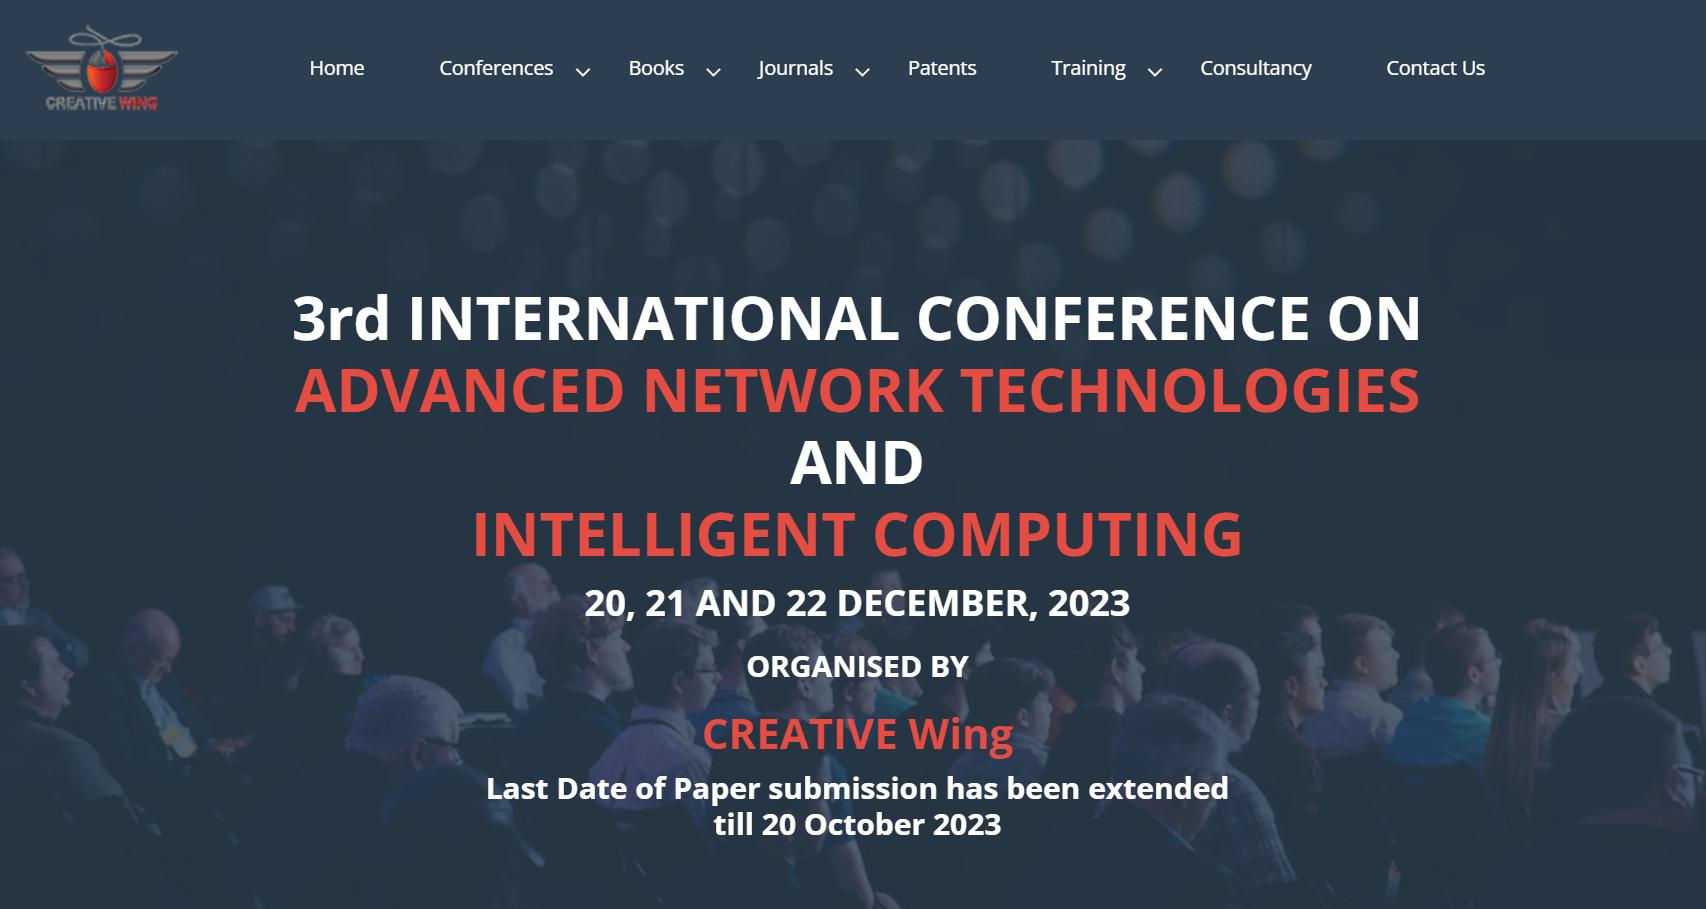 CREATIVE WING
Home Conferences Books Journals Patents Training Consultancy Contact Us
3rd INTERNATIONAL CONFERENCE ON
ADVANCED NETWORK TECHNOLOGIES
AND
INTELLIGENT COMPUTING
20, 21 AND 22 DECEMBER, 2023
ORGANISED BY
CREATIVE Wing
Last Date of Paper submission has been extended
till 20 October 2023